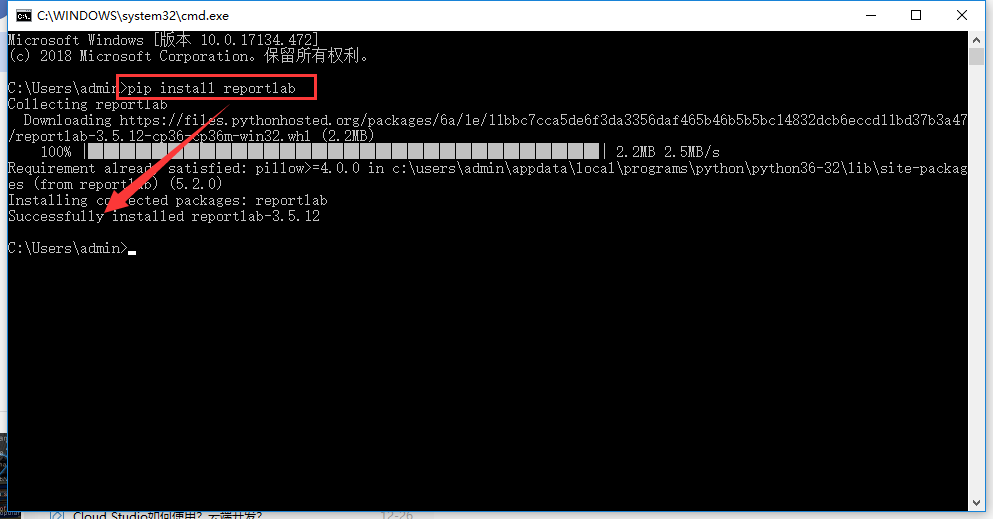 C:\WINDOWS\system32\cmd.exe
Microsoft Windows [版本 10.0.17134.472]
(c) 2018 Microsoft Corporation。保留所有权利。
C:\Users\admin>pip install reportlab
Collecting reportlab
Downloading https://files.pythonhosted.org/packages/6a/1e/11bbc7cca5de6f3da3356daf465b46b5b5bc14832dcb6eccd11bd37b3a47
/reportlab-3.5.12-cp36-cp36m-win32.whl (2.2MB)
100% | | 2.2MB 2.5MB/s
Requirement already satisfied: pillow>=4.0.0 in c:\users\admin\appdata\local\programs\python\python36-32\lib\site-packag
es (from reportlab) (5.2.0)
Installing collected packages: reportlab
Successfully installed reportlab-3.5.12
C:\Users\admin>
Cloud Studio如何使用？云端开发？
12-26